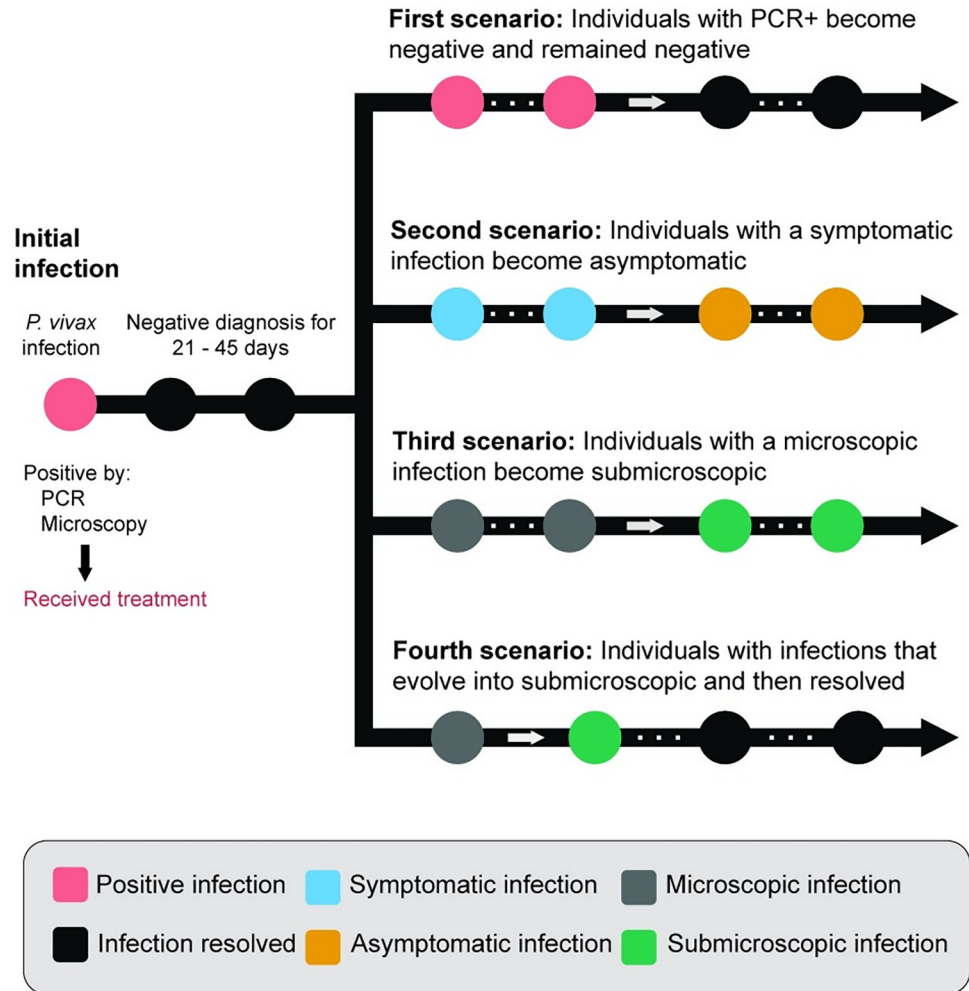 First scenario: Individuals with PCR+ become
negative and remained negative
Second scenario: Individuals with a symptomatic
infection become asymptomatic
Initial
infection
P. vivax
infection
Negative diagnosis for
21 - 45 days
Positive by:
PCR
Microscopy
Received treatment
Third scenario: Individuals with a microscopic
infection become submicroscopic
Fourth scenario: Individuals with infections that
evolve into submicroscopic and then resolved
Positive infection
Symptomatic infection
Microscopic infection
Infection resolved
Asymptomatic infection
Submicroscopic infection